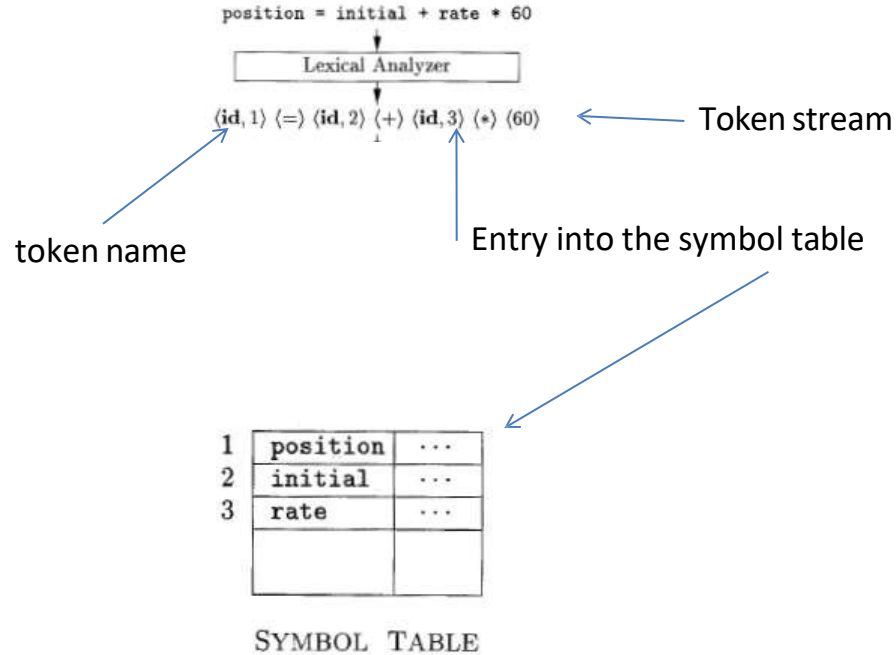 position = initial + rate * 60
Lexical Analyzer
⟨id, 1⟩ ⟨=⟩ ⟨id, 2⟩ ⟨+⟩ ⟨id, 3⟩ ⟨*⟩ ⟨60⟩
Token stream
token name
Entry into the symbol table
1 position ...
2 initial ...
3 rate ...
SYMBOL TABLE